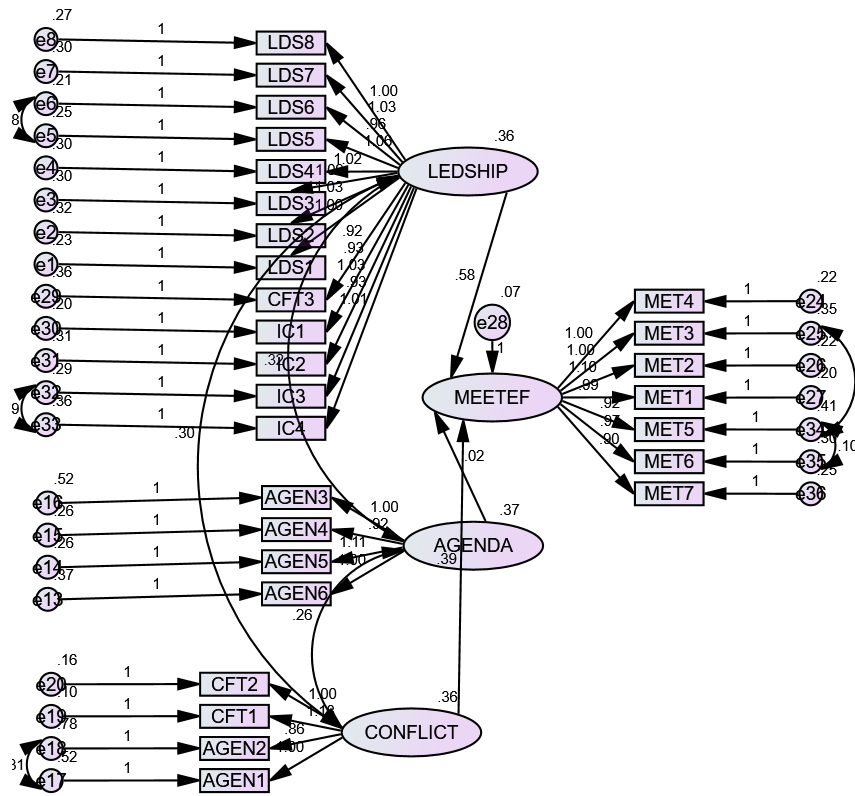 .27
e8 1 LDS8
.30
e7 1 LDS7
.21
e6 1 LDS6
.25
e5 1 LDS5
8
.30
e4 1 LDS4
.30
e3 1 LDS3
.32
e2 1 LDS2
.23
e1 1 LDS1
.36
e29 1 CFT3
.20
e30 1 IC1
.31
e31 1 IC2
.29
e32 1 IC3
.36
e33 1 IC4
9
1.00
1.03
.96
1.06
1.02
1.03
1.00
.92
.93
1.03
.93
1.01
.36
LEDSHIP
.58
.07
e28
1
MEETEF
.32
.30
.52
e16 1 AGEN3
.26
e15 1 AGEN4
.26
e14 1 AGEN5
.37
e13 1 AGEN6
1.00
.92
1.11
1.00
.37
AGENDA
.02
.39
.26
.16
e20 1 CFT2
.10
e19 1 CFT1
.78
e18 1 AGEN2
.52
e17 1 AGEN1
31
1.00
1.18
.86
1.00
.36
CONFLICT
1.00
1.00
1.10
.99
.92
.97
.90
.22
MET4 1 e24
.35
MET3 1 e25
.22
MET2 1 e26
.20
MET1 1 e27
.41
MET5 1 e34
.30
MET6 1 e35
.10
.25
MET7 1 e36